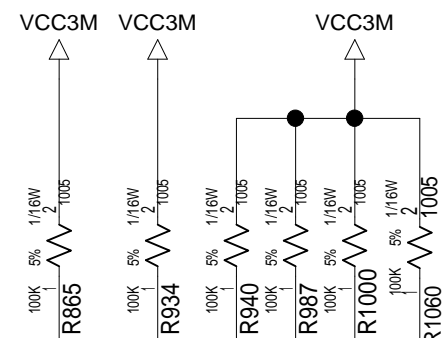 VCC3M VCC3M VCC3M
1/16W 2 1005
5%
100K 1
R865
1/16W 2 1005
5%
100K 1
R934
1/16W 2 1005
5%
100K 1
R940
1/16W 2 1005
5%
100K 1
R987
1/16W 2 1005
5%
100K 1
R1000
1/16W 2 1005
5%
100K 1
R1060